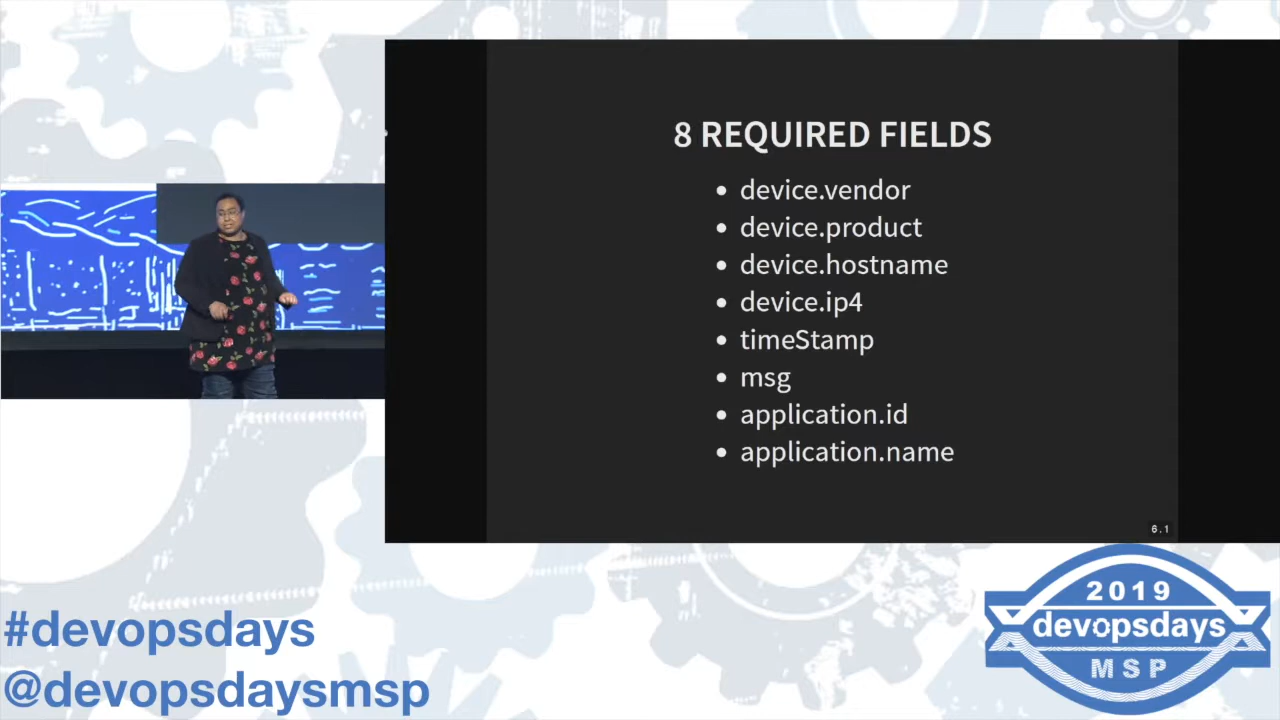 8 REQUIRED FIELDS
device.vendor
device.product
device.hostname
device.ip4
timeStamp
msg
application.id
application.name
6.1
#devopsdays
@devopsdaysmsp
2019
devopsdays
MSP